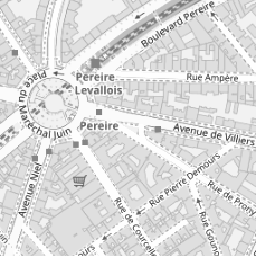 Boulevard Pereire
Pereire
Levallois
Rue Ampère
Place
du Maréchal Juin
Pereire
Avenue de Villiers
Avenue Niel
Rue Pierre Demours
Rue de Prony
Rue de Courcelles